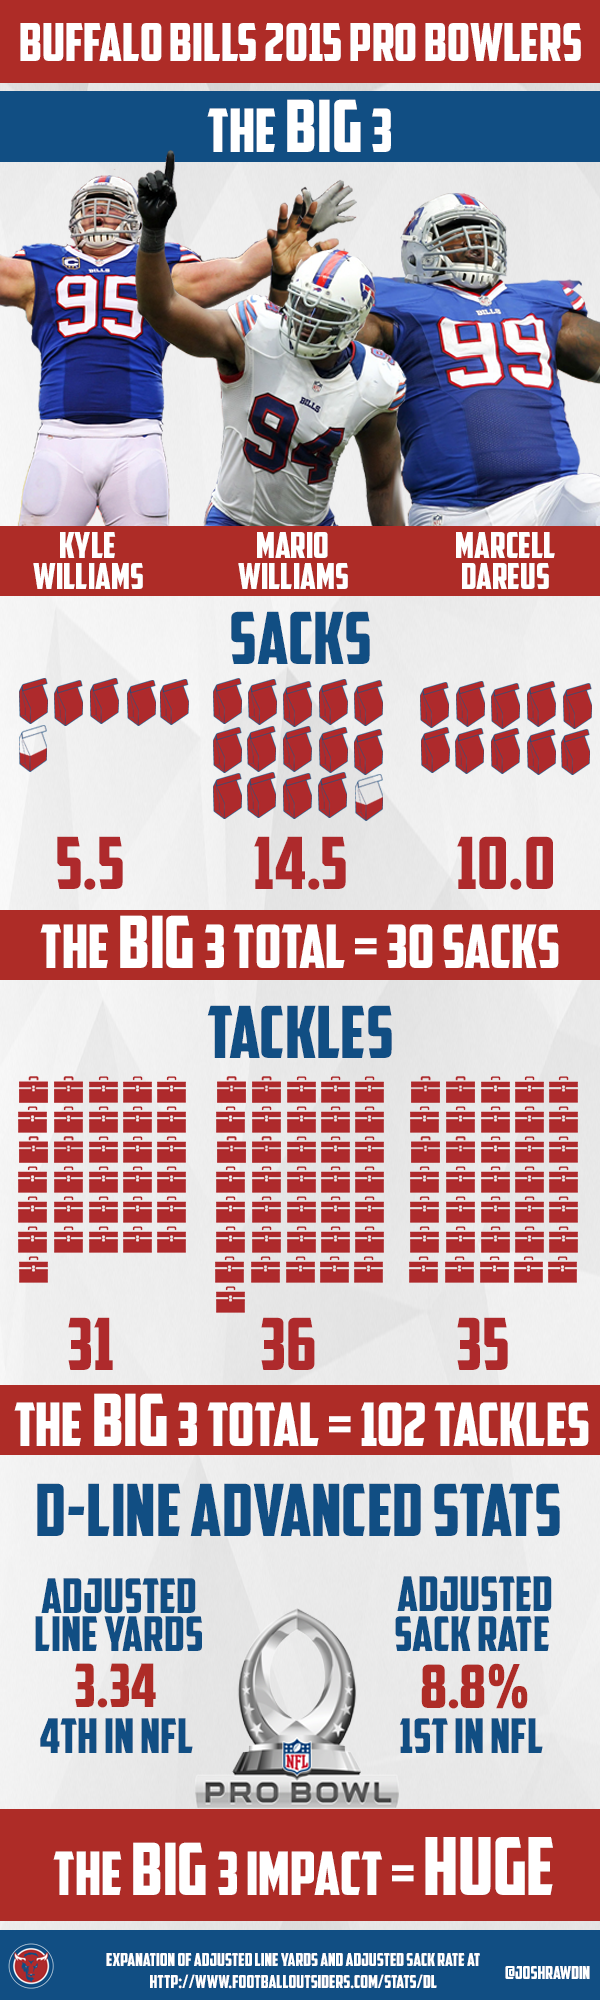 BUFFALO BILLS 2015 PRO BOWLERS
THE BIG 3
95
BILLS
94
BILLS
99
BILLS
KYLE WILLIAMS
MARIO WILLIAMS
MARCELL DAREUS
SACKS
5.5
14.5
10.0
THE BIG 3 TOTAL = 30 SACKS
TACKLES
31
36
35
THE BIG 3 TOTAL = 102 TACKLES
D-LINE ADVANCED STATS
ADJUSTED
LINE YARDS
3.34
4TH IN NFL
ADJUSTED
SACK RATE
8.8%
1ST IN NFL
NFL
PRO BOWL
THE BIG 3 IMPACT = HUGE
EXPANATION OF ADJUSTED LINE YARDS AND ADJUSTED SACK RATE AT
HTTP://WWW.FOOTBALLOUTSIDERS.COM/STATS/DL
@JOSHRAWDIN